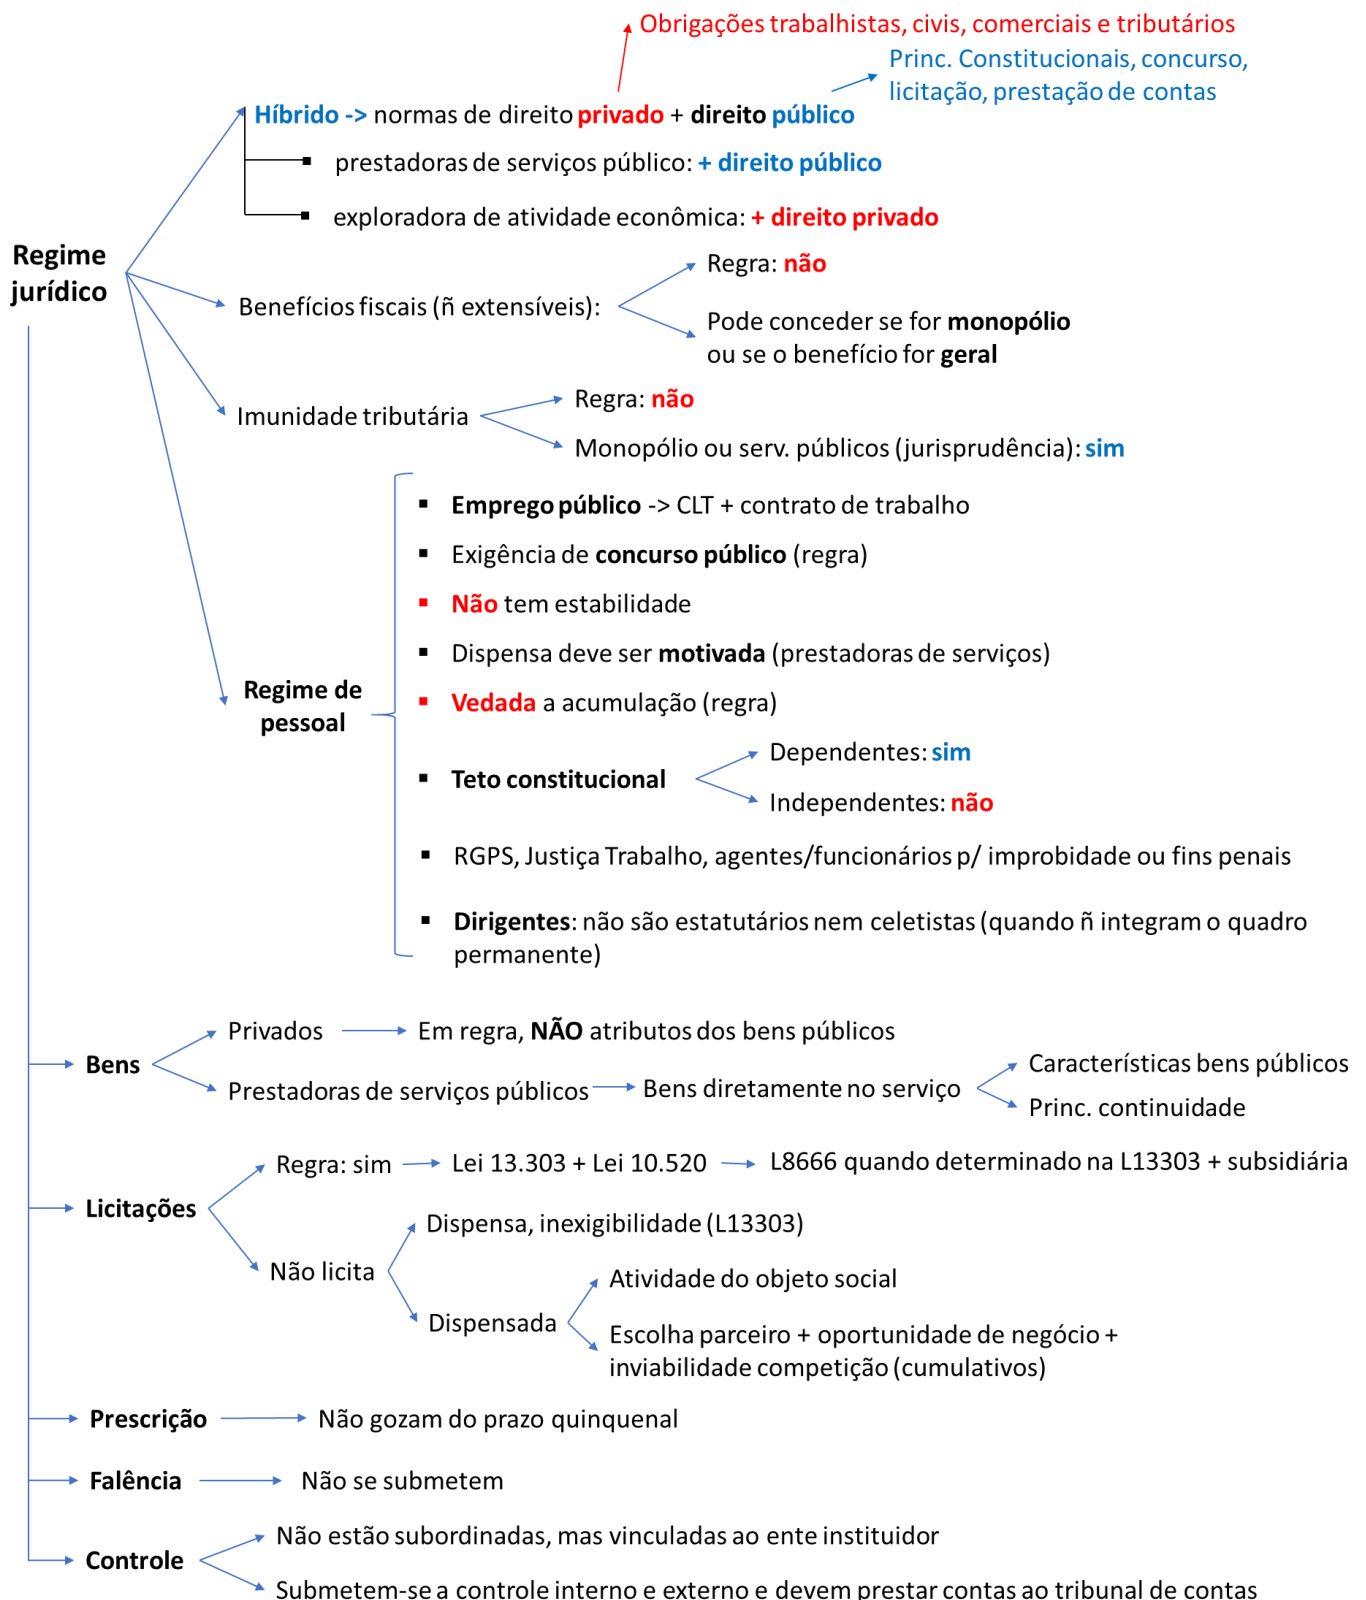 Obrigações trabalhistas, civis, comerciais e tributários
Princ. Constitucionais, concurso,
licitação, prestação de contas
Híbrido -> normas de direito privado + direito público
prestadoras de serviços público: + direito público
exploradora de atividade econômica: + direito privado
Regime
jurídico
Benefícios fiscais (ñ extensíveis):
Regra: não
Pode conceder se for monopólio
ou se o benefício for geral
Imunidade tributária
Regra: não
Monopólio ou serv. públicos (jurisprudência): sim
Regime de
pessoal
Emprego público -> CLT + contrato de trabalho
Exigência de concurso público (regra)
Não tem estabilidade
Dispensa deve ser motivada (prestadoras de serviços)
Vedada a acumulação (regra)
Teto constitucional
Dependentes: sim
Independentes: não
RGPS, Justiça Trabalho, agentes/funcionários p/ improbidade ou fins penais
Dirigentes: não são estatutários nem celetistas (quando ñ integram o quadro
permanente)
Bens
Privados
Em regra, NÃO atributos dos bens públicos
Prestadoras de serviços públicos
Bens diretamente no serviço
Características bens públicos
Princ. continuidade
Licitações
Regra: sim
Lei 13.303 + Lei 10.520
L8666 quando determinado na L13303 + subsidiária
Não licita
Dispensa, inexigibilidade (L13303)
Dispensada
Atividade do objeto social
Escolha parceiro + oportunidade de negócio +
inviabilidade competição (cumulativos)
Prescrição
Não gozam do prazo quinquenal
Falência
Não se submetem
Controle
Não estão subordinadas, mas vinculadas ao ente instituidor
Submetem-se a controle interno e externo e devem prestar contas ao tribunal de contas